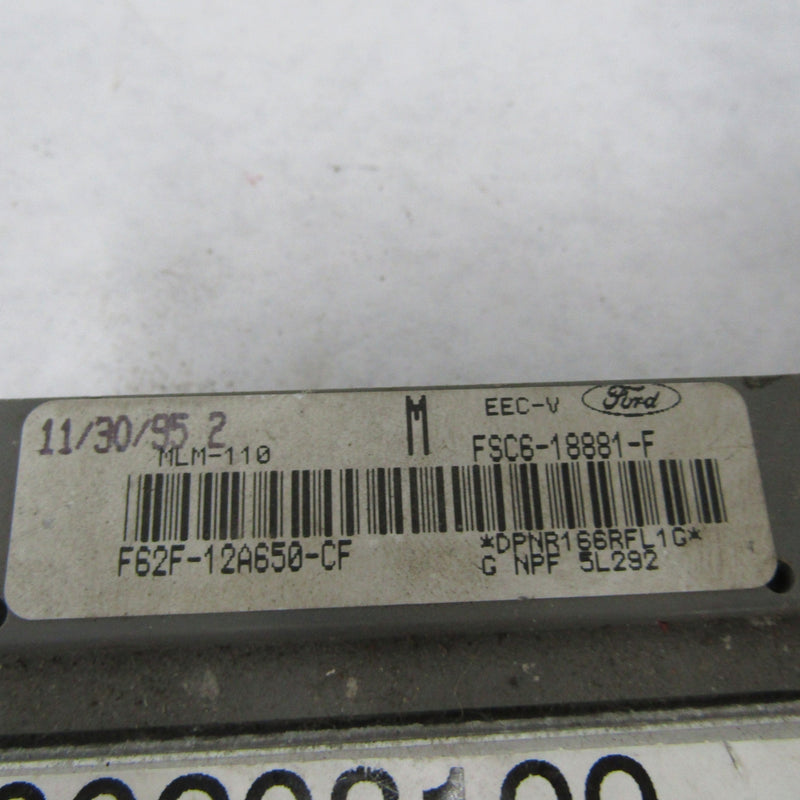 11/30/95 2
M
EEC-V Ford
MLM-110
FSC6-18881-F
F62F-12A650-CF
*DPNR166RFL1G*
G NPF 5L292